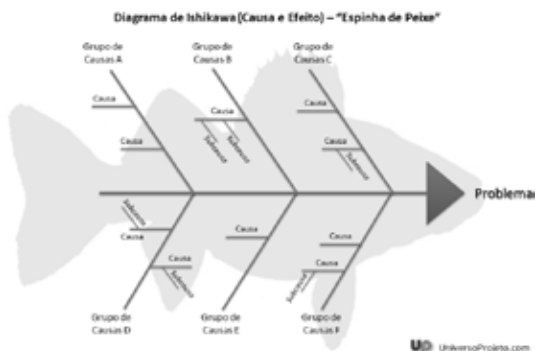 Diagrama de Ishikawa (Causa e Efeito) – "Espinha de Peixe"
Grupo de
Causas A
Grupo de
Causas B
Grupo de
Causas C
Causa
Causa
Causa
Subcausa
Subcausa
Causa
Causa
Subcausa
Problema
Subcausa
Causa
Causa
Subcausa
Causa
Causa
Causa
Subcausa
Grupo de
Causas D
Grupo de
Causas E
Grupo de
Causas F
UP UniversoProjeto.com